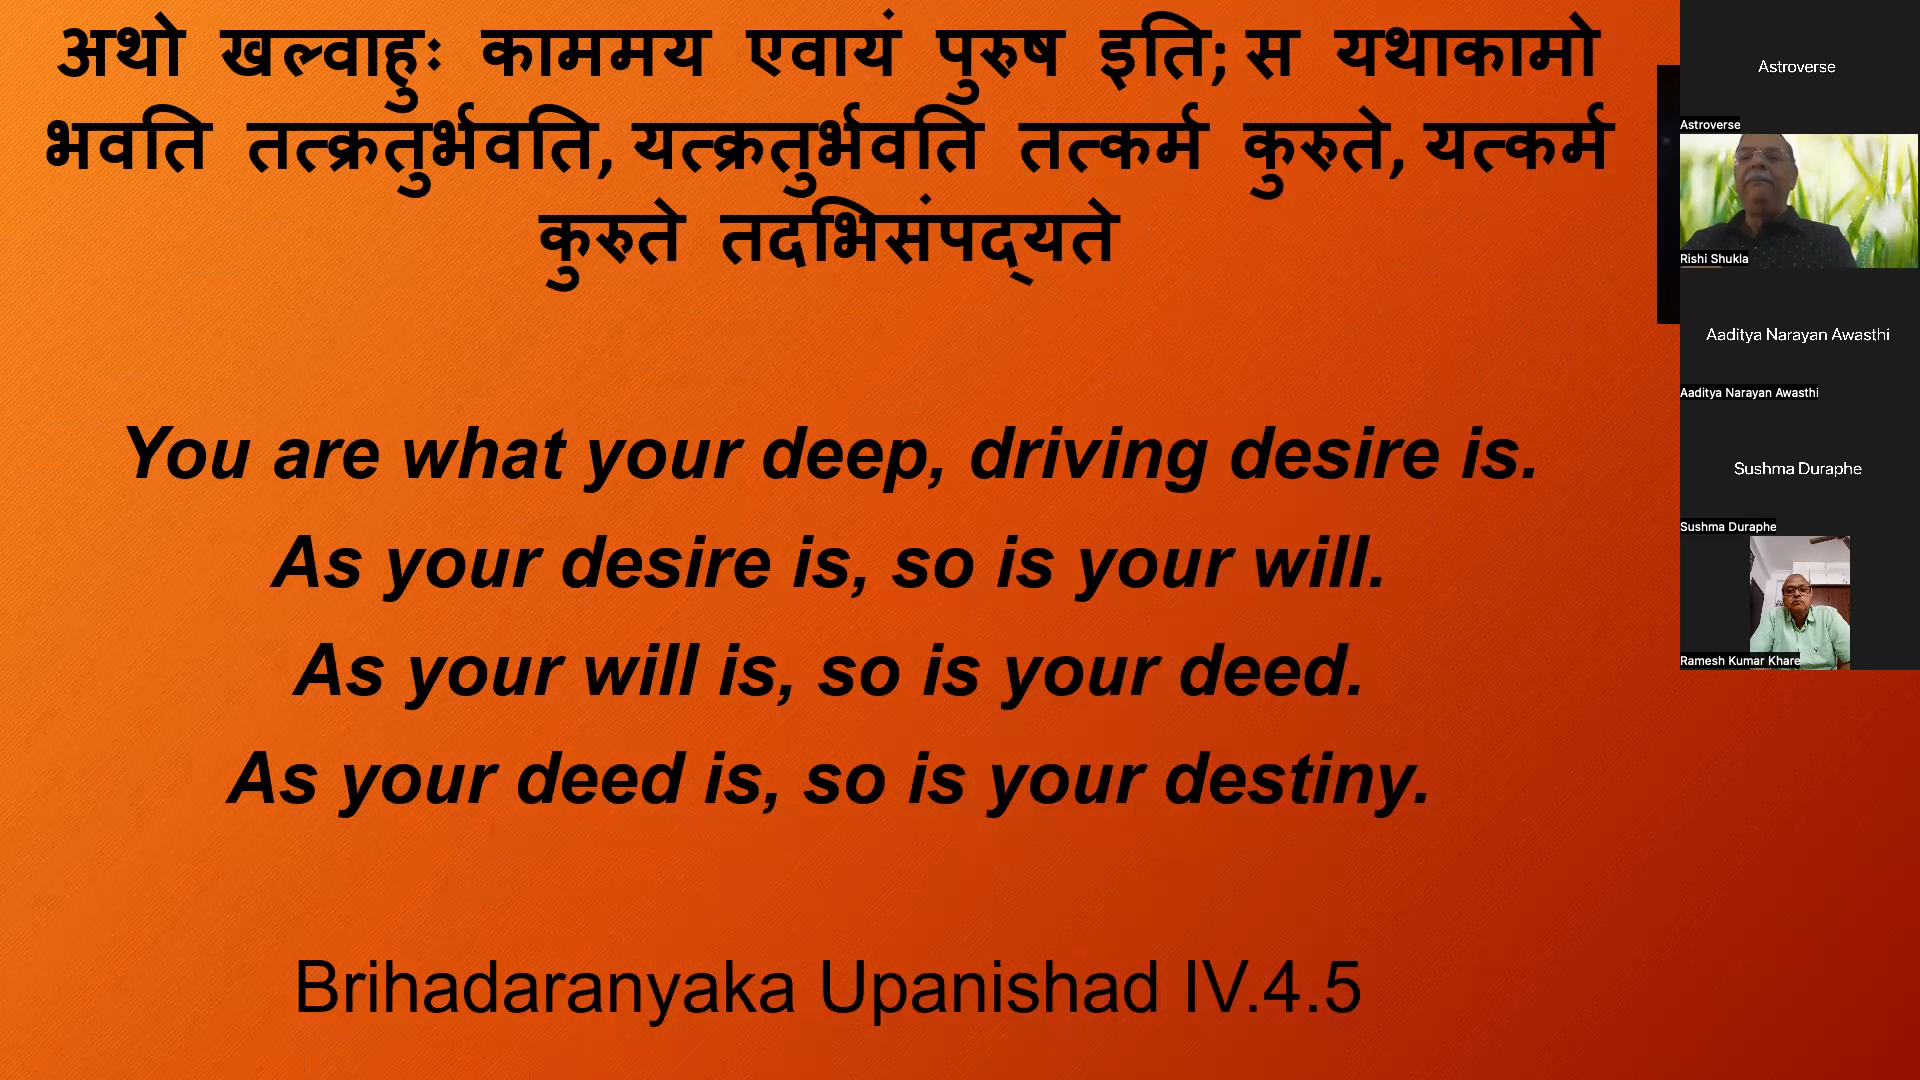 अथो खल्वाहुः काममय एवायं पुरुष इति; स यथाकामो
भवति तत्क्रतुर्भवति, यत्क्रतुर्भवति तत्कर्म कुरुते, यत्कर्म
कुरुते तदभिसंपद्यते
You are what your deep, driving desire is.
As your desire is, so is your will.
As your will is, so is your deed.
As your deed is, so is your destiny.
Brihadaranyaka Upanishad IV.4.5
Astroverse
Astroverse
Rishi Shukla
Aaditya Narayan Awasthi
Aaditya Narayan Awasthi
Sushma Duraphe
Sushma Duraphe
Ramesh Kumar Khare